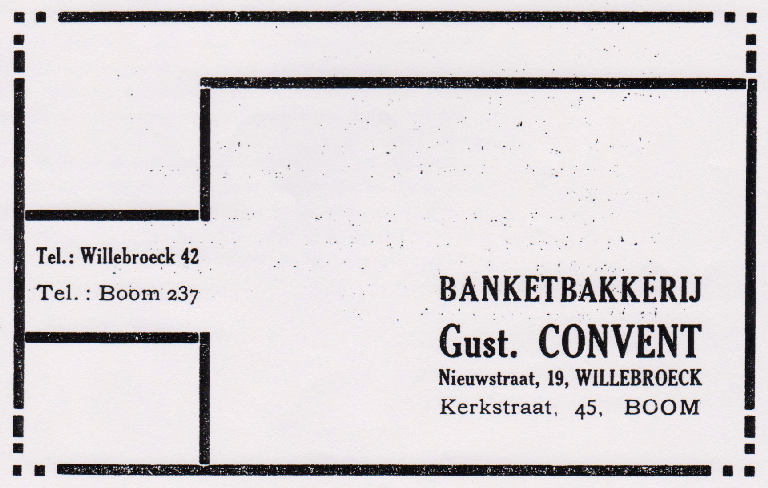 Tel.: Willebroeck 42
Tel. : Boom 237
BANKETBAKKERIJ
Gust. CONVENT
Nieuwstraat, 19, WILLEBROECK
Kerkstraat, 45, BOOM